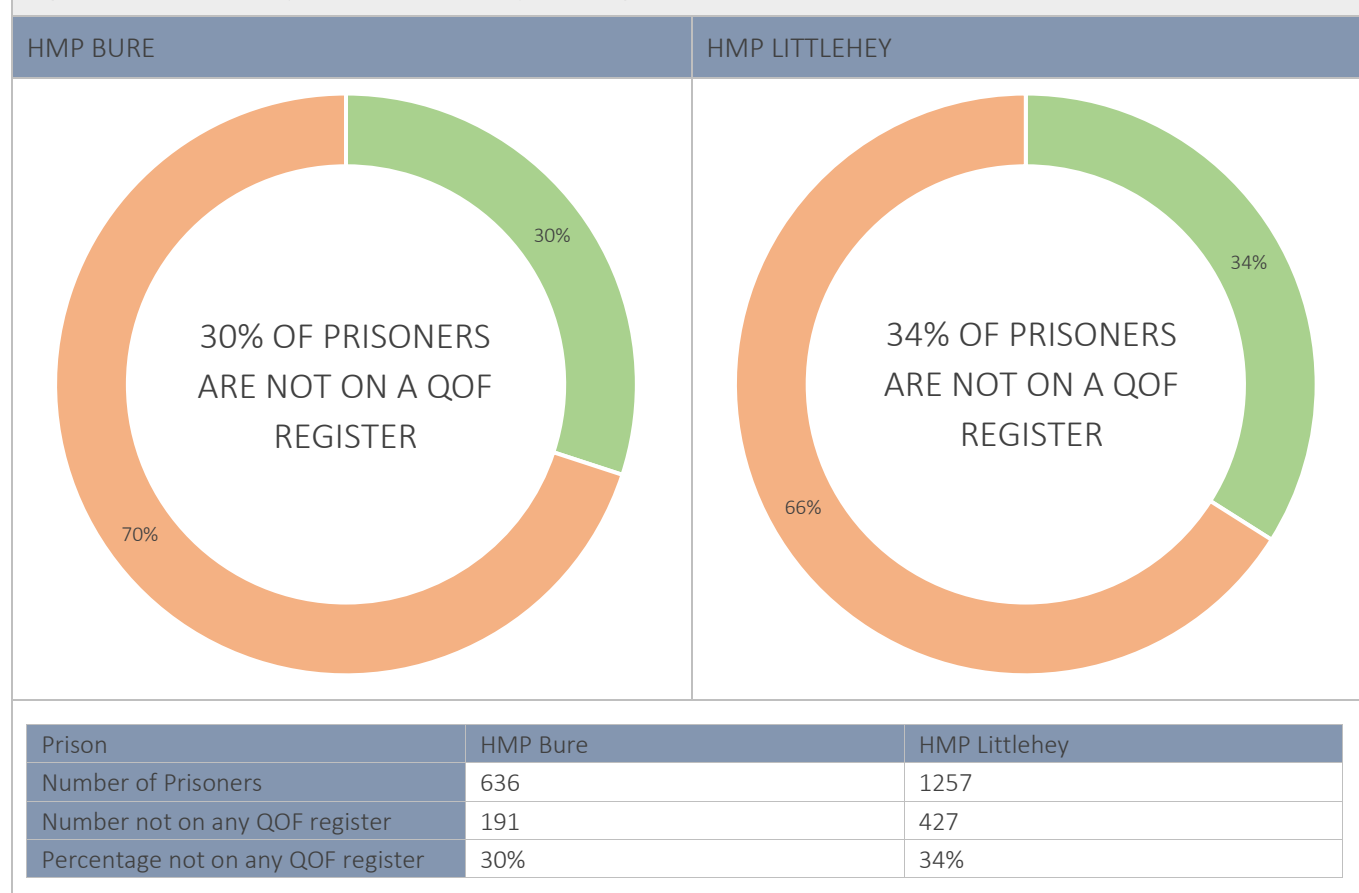 HMP BURE
HMP LITTLEHEY
30%
30% OF PRISONERS
ARE NOT ON A QOF
REGISTER
70%
34%
34% OF PRISONERS
ARE NOT ON A QOF
REGISTER
66%
Prison HMP Bure HMP Littlehey
Number of Prisoners 636 1257
Number not on any QOF register 191 427
Percentage not on any QOF register 30% 34%